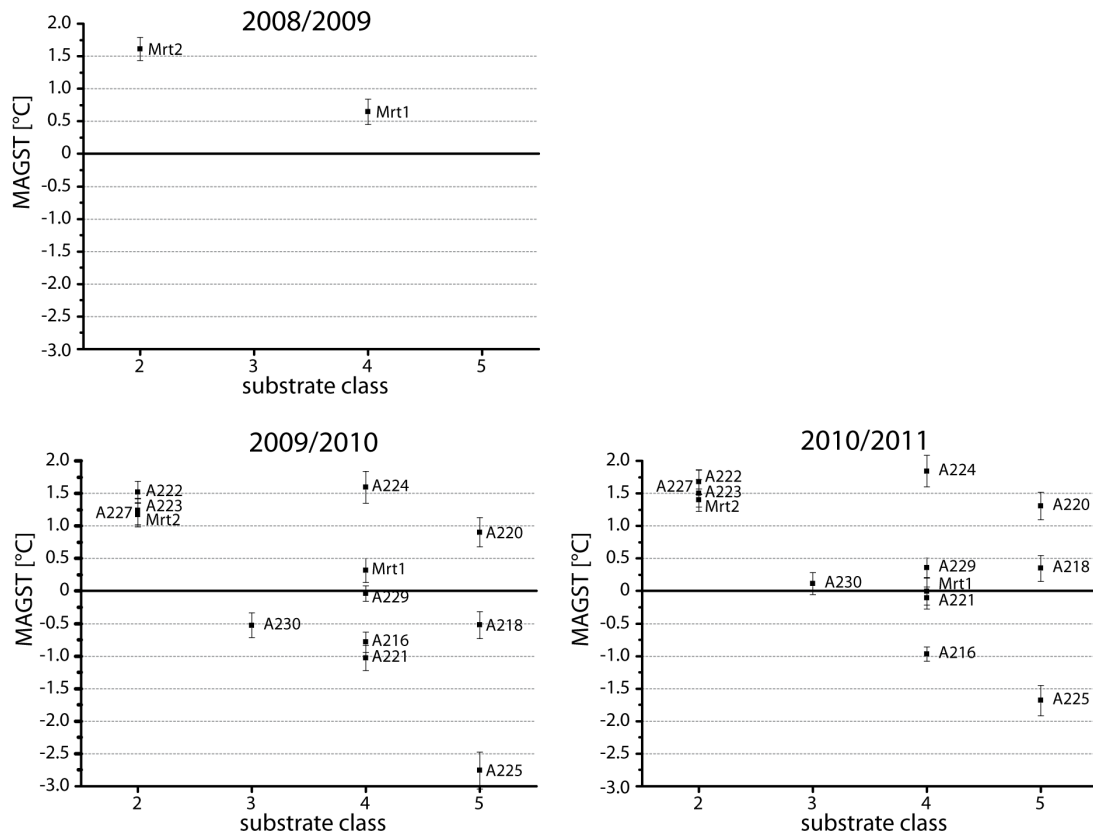 2008/2009
MAGST [°C]
2.0
1.5
1.0
0.5
0
-0.5
-1.0
-1.5
-2.0
-2.5
-3.0
Mrt2
Mrt1
2 3 4 5
substrate class
2009/2010
MAGST [°C]
2.0
1.5
1.0
0.5
0
-0.5
-1.0
-1.5
-2.0
-2.5
-3.0
A222
A223
A227
Mrt2
A230
A224
Mrt1
A229
A216
A221
A220
A218
A225
2 3 4 5
substrate class
2010/2011
MAGST [°C]
2.0
1.5
1.0
0.5
0
-0.5
-1.0
-1.5
-2.0
-2.5
-3.0
A222
A227
A223
Mrt2
A230
A224
A229
Mrt1
A221
A216
A220
A218
A225
2 3 4 5
substrate class